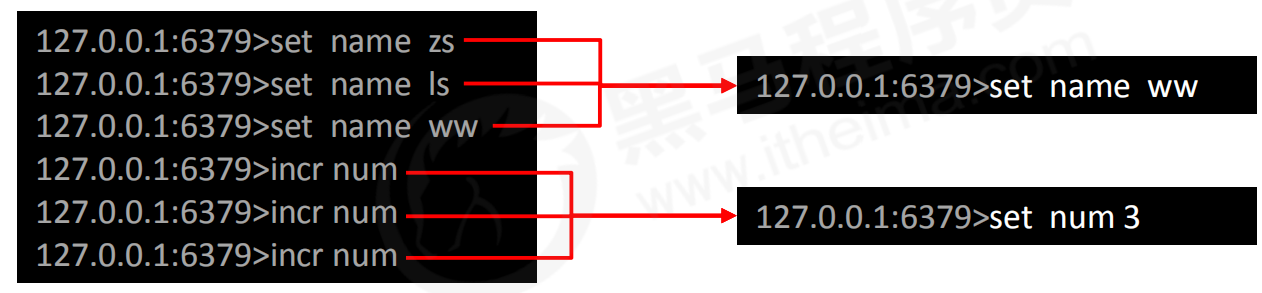 127.0.0.1:6379>set name zs
127.0.0.1:6379>set name ls
127.0.0.1:6379>set name ww
127.0.0.1:6379>incr num
127.0.0.1:6379>incr num
127.0.0.1:6379>incr num
127.0.0.1:6379>set name ww
127.0.0.1:6379>set num 3
黑马程序员
www.itheima.com